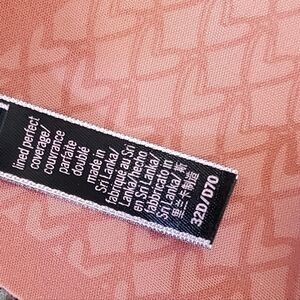 lined perfect
coverage/
couvrance
parfaite
doublé
made in
Sri Lanka/
fabriqué au Sri
Lanka/hecho
en Sri Lanka/
fabbricato in
Sri Lanka/ 斯
里兰卡制造
32D/D70